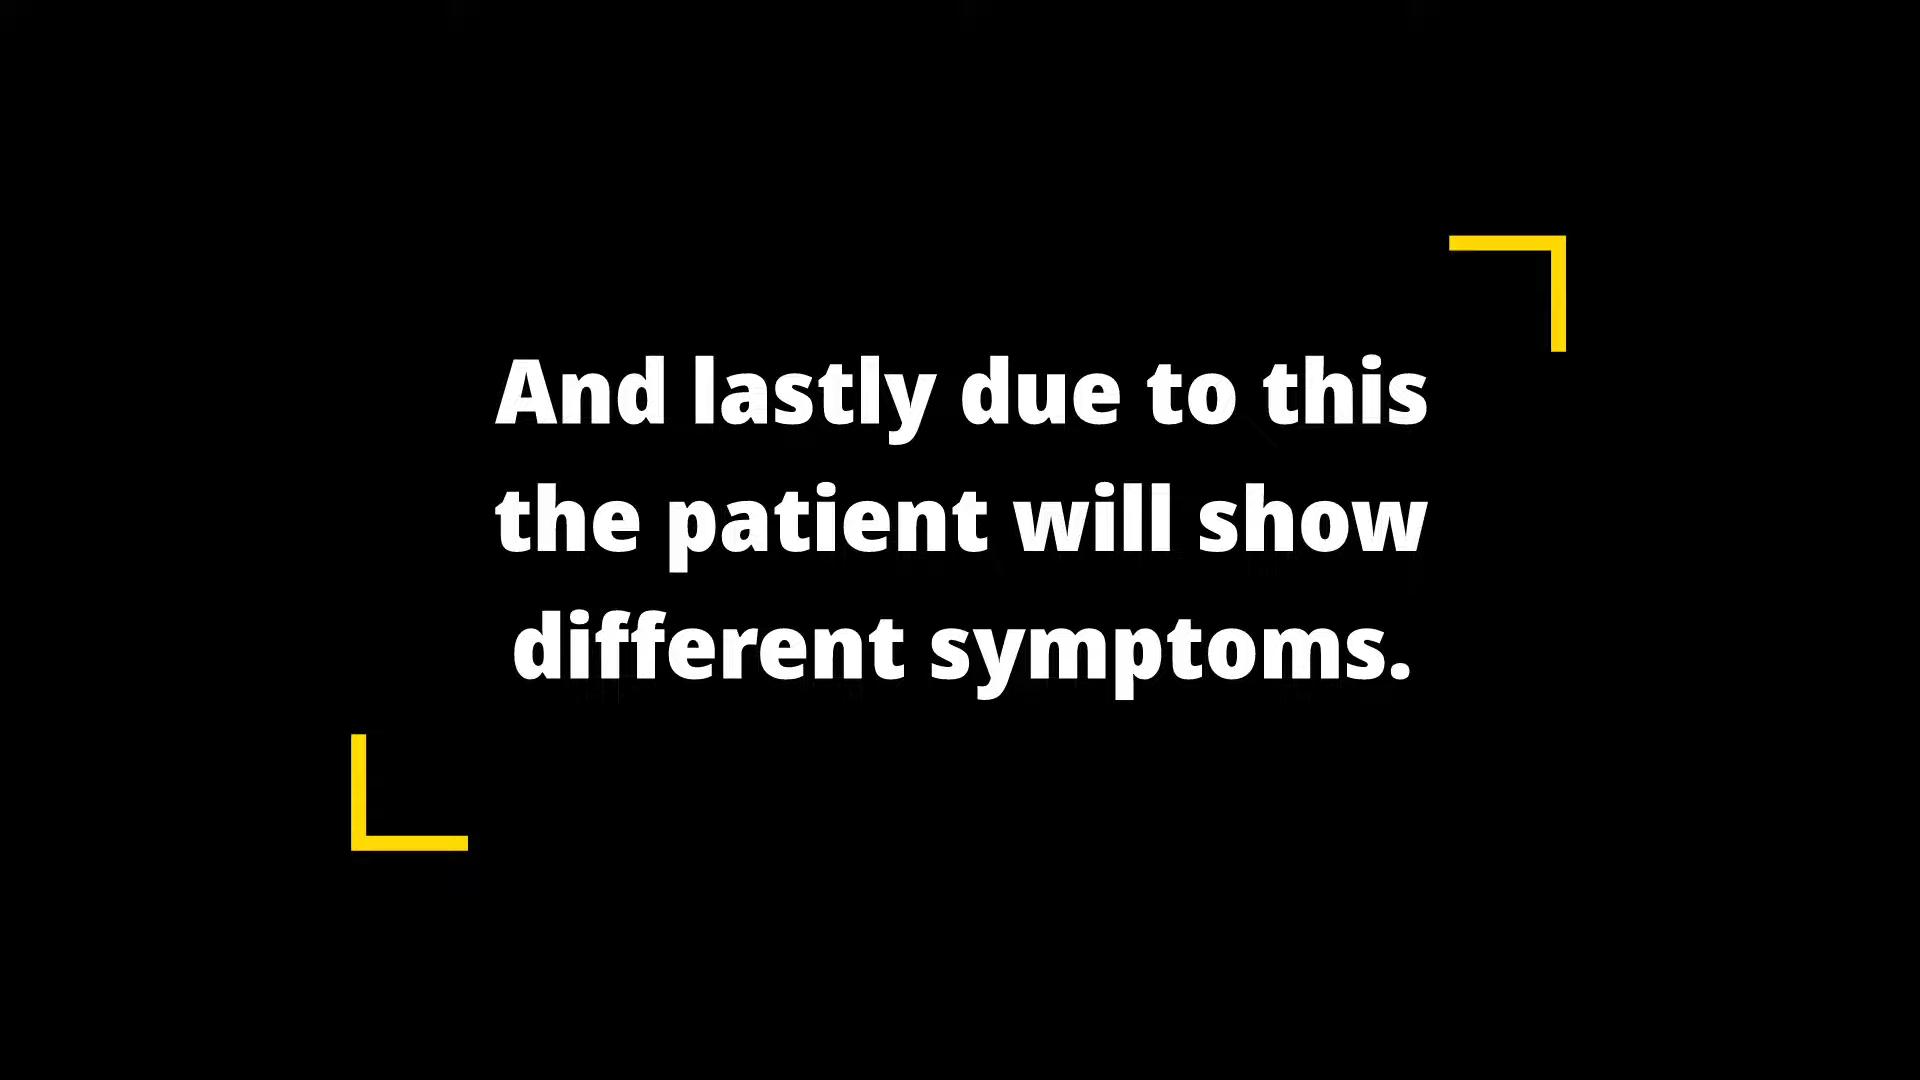 And lastly due to this
the patient will show
different symptoms.